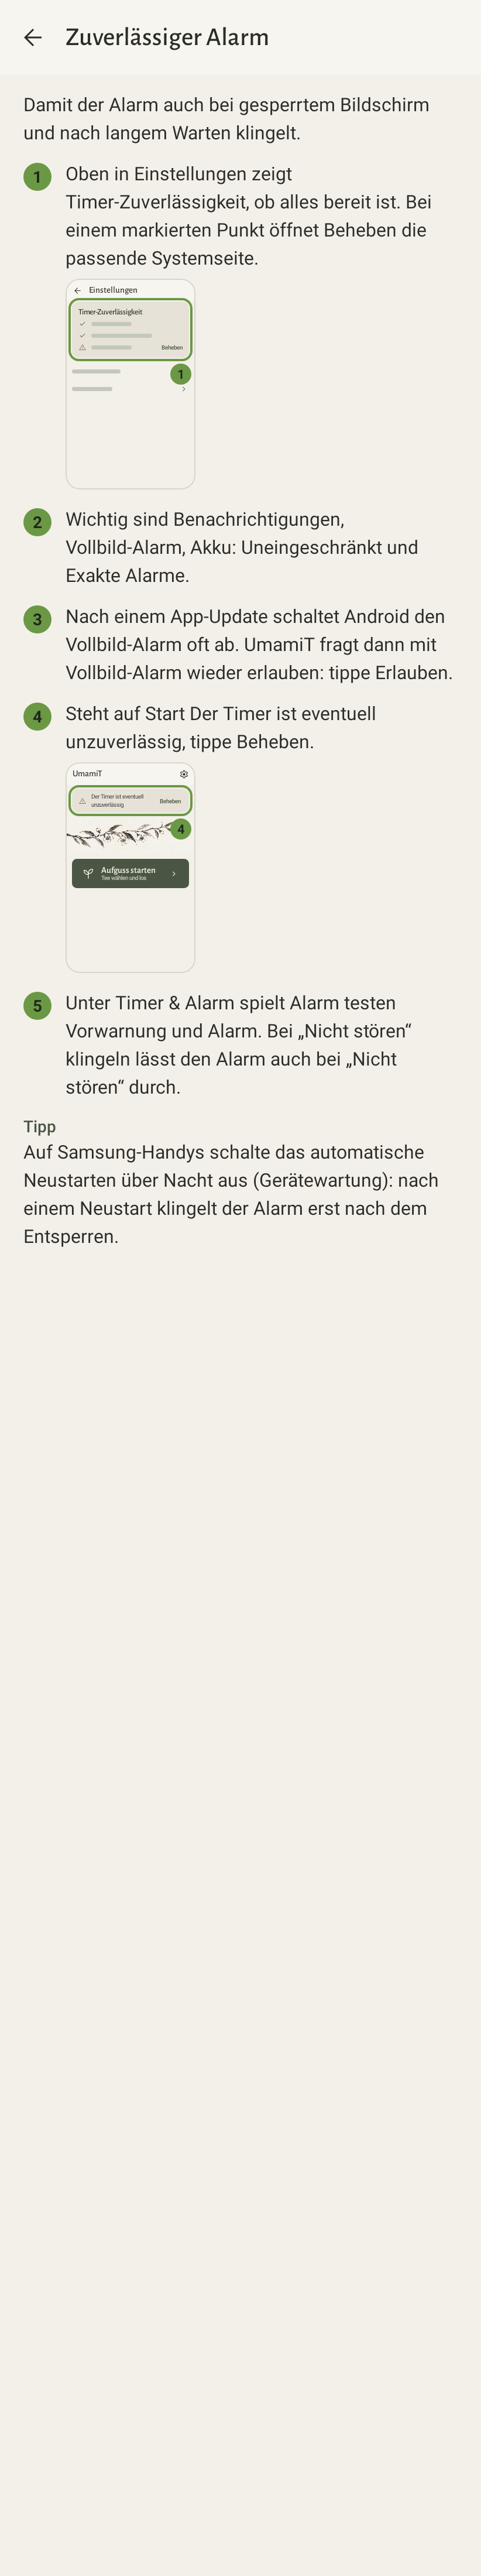 Zuverlässiger Alarm
Damit der Alarm auch bei gesperrtem Bildschirm
und nach langem Warten klingelt.
1
Oben in Einstellungen zeigt
Timer-Zuverlässigkeit, ob alles bereit ist. Bei
einem markierten Punkt öffnet Beheben die
passende Systemseite.
Einstellungen
Timer-Zuverlässigkeit
Beheben
1
2
Wichtig sind Benachrichtigungen,
Vollbild-Alarm, Akku: Uneingeschränkt und
Exakte Alarme.
3
Nach einem App-Update schaltet Android den
Vollbild-Alarm oft ab. UmamiT fragt dann mit
Vollbild-Alarm wieder erlauben: tippe Erlauben.
4
Steht auf Start Der Timer ist eventuell
unzuverlässig, tippe Beheben.
UmamiT
Der Timer ist eventuell
unzuverlässig
Beheben
4
Aufguss starten
Tee wählen und los
5
Unter Timer & Alarm spielt Alarm testen
Vorwarnung und Alarm. Bei „Nicht stören“
klingeln lässt den Alarm auch bei „Nicht
stören“ durch.
Tipp
Auf Samsung-Handys schalte das automatische
Neustarten über Nacht aus (Gerätewartung): nach
einem Neustart klingelt der Alarm erst nach dem
Entsperren.